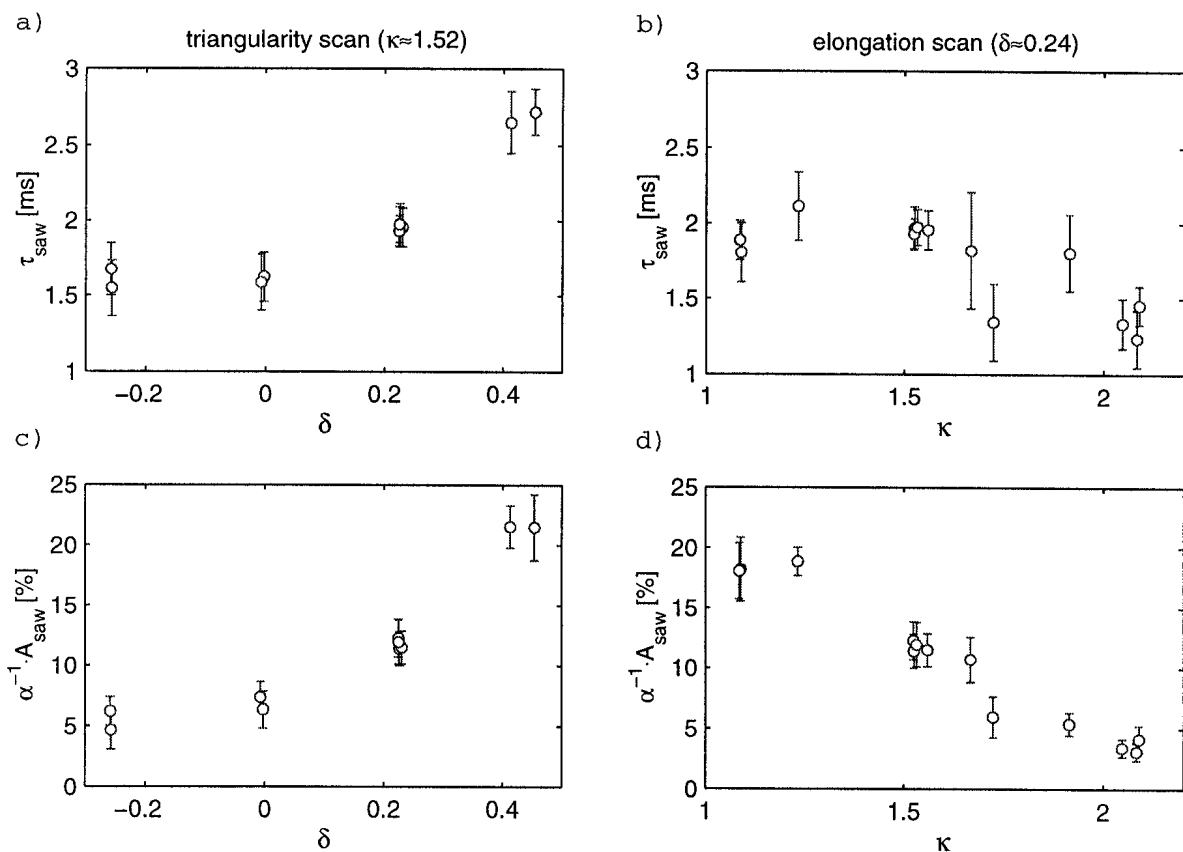 a)
triangularity scan (κ≈1.52)
3
2.5
2
1.5
1
τsaw [ms]
−0.2
0
0.2
0.4
δ
b)
elongation scan (δ≈0.24)
3
2.5
2
1.5
1
τsaw [ms]
1
1.5
2
κ
c)
25
20
15
10
5
0
α⁻¹·Asaw [%]
−0.2
0
0.2
0.4
δ
d)
25
20
15
10
5
0
α⁻¹·Asaw [%]
1
1.5
2
κ